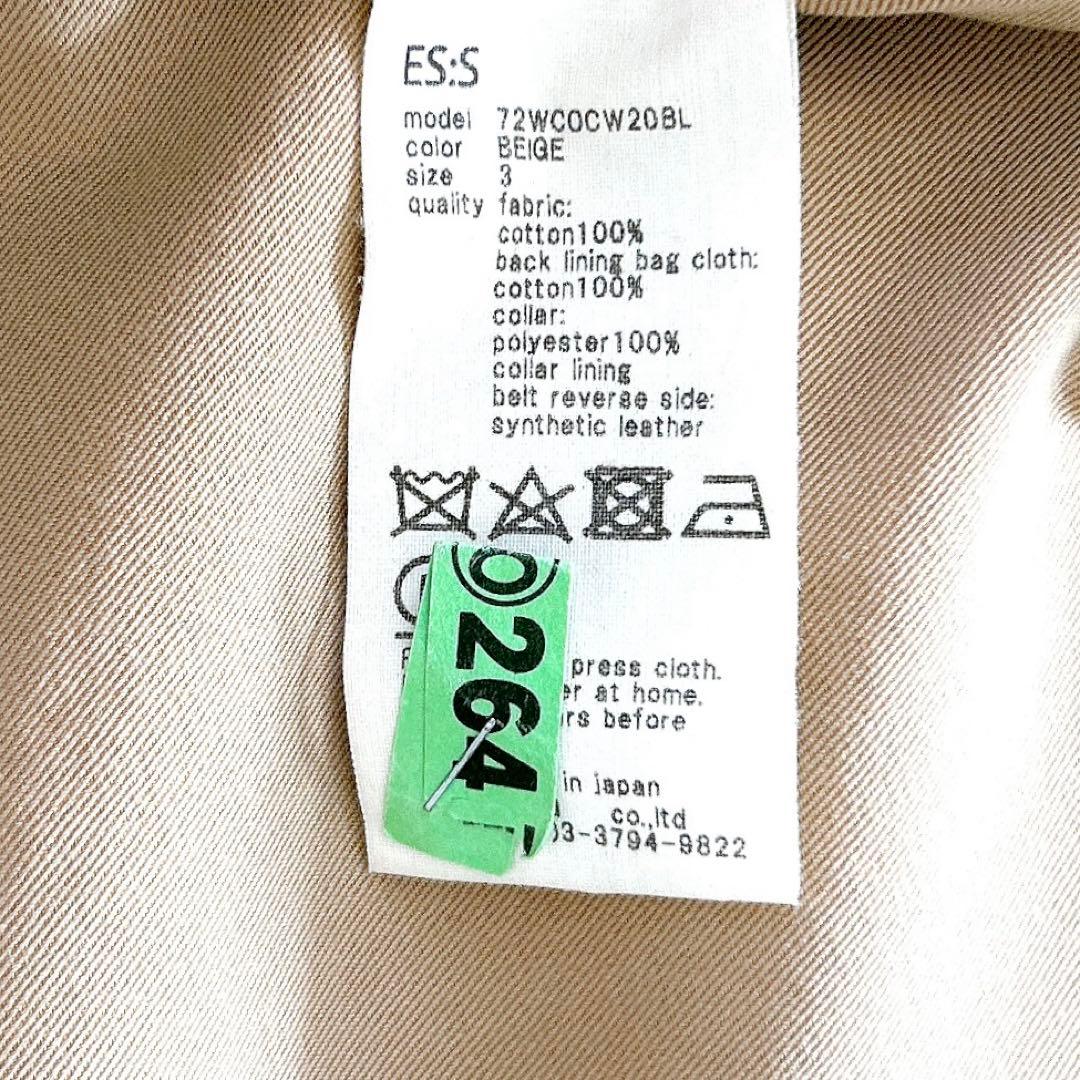 ES:S
model 72WCOCW20BL
color BEIGE
size 3
quality fabric:
cotton100%
back lining bag cloth:
cotton100%
collar:
polyester100%
collar lining
belt reverse side:
synthetic leather
press cloth.
at home.
before
in japan
co.,ltd
03-3794-9822
264